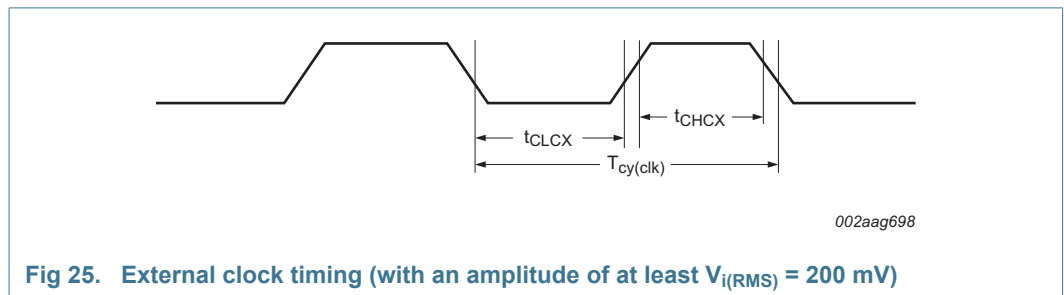 tCLCX
tCHCX
Tcy(clk)
002aag698
Fig 25. External clock timing (with an amplitude of at least Vi(RMS) = 200 mV)